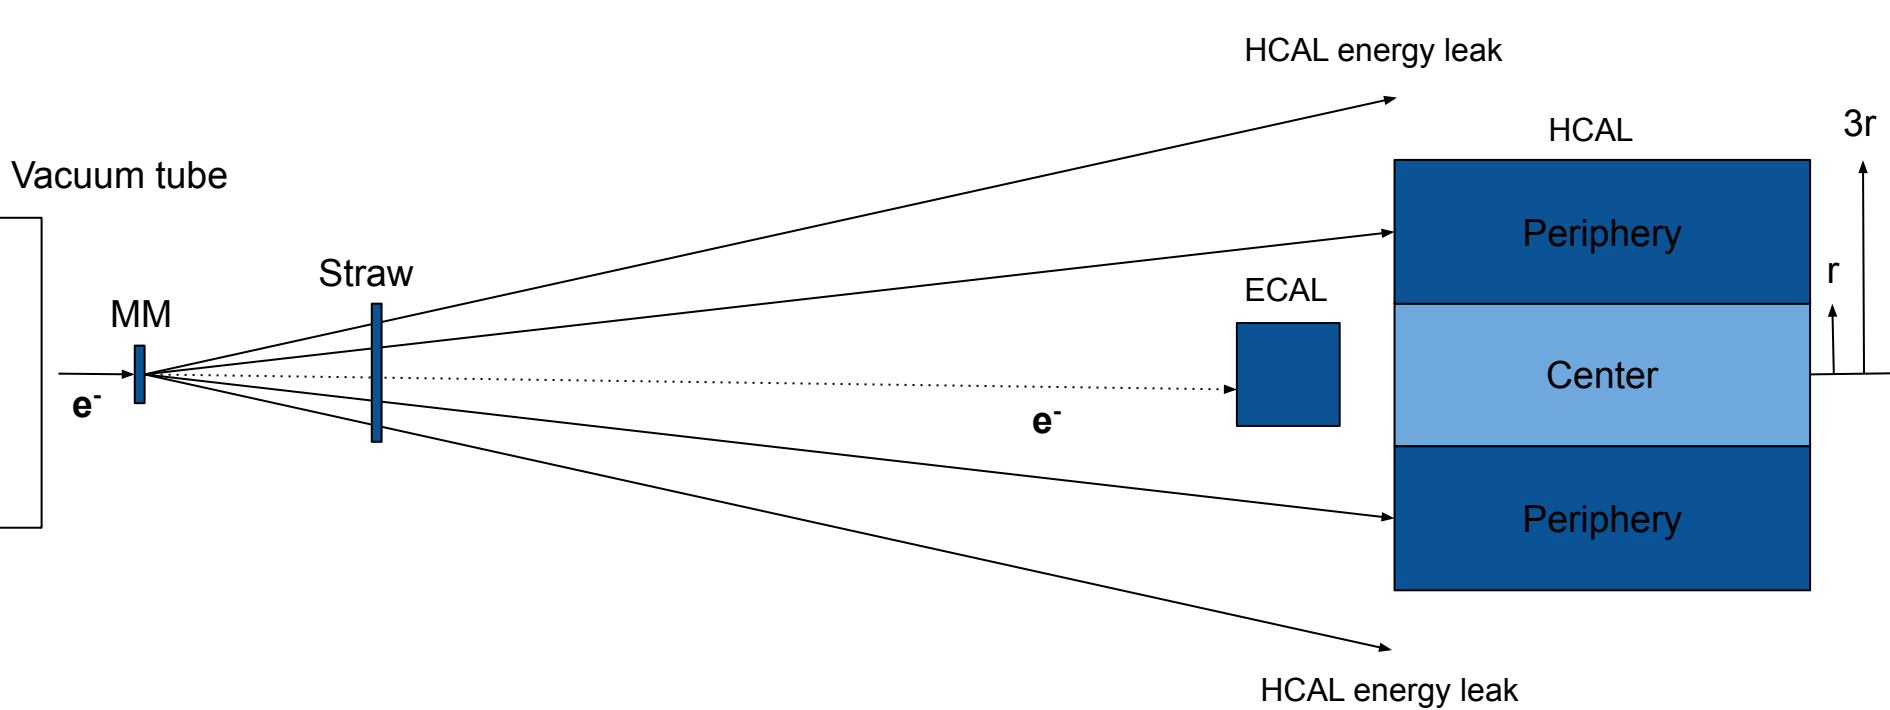 HCAL energy leak
HCAL
3r
Vacuum tube
Periphery
Straw
r
ECAL
MM
Center
e-
e-
Periphery
HCAL energy leak